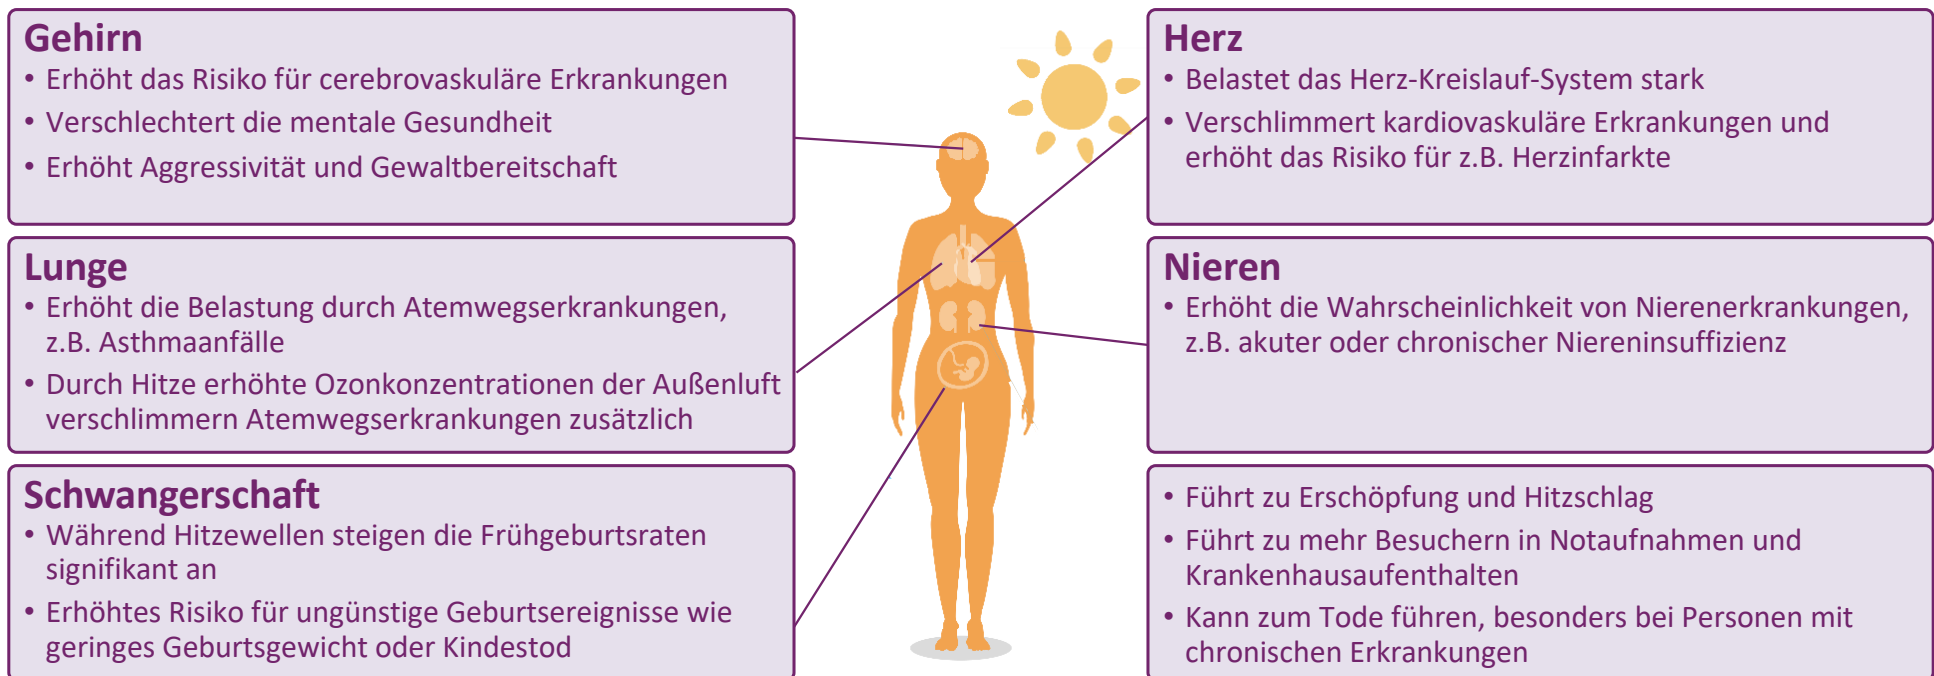 Gehirn
• Erhöht das Risiko für cerebrovaskuläre Erkrankungen
• Verschlechtert die mentale Gesundheit
• Erhöht Aggressivität und Gewaltbereitschaft
Lunge
• Erhöht die Belastung durch Atemwegserkrankungen,
z.B. Asthmaanfälle
• Durch Hitze erhöhte Ozonkonzentrationen der Außenluft
verschlimmern Atemwegserkrankungen zusätzlich
Schwangerschaft
• Während Hitzewellen steigen die Frühgeburtsraten
signifikant an
• Erhöhtes Risiko für ungünstige Geburtsereignisse wie
geringes Geburtsgewicht oder Kindestod
Herz
• Belastet das Herz-Kreislauf-System stark
• Verschlimmert kardiovaskuläre Erkrankungen und
erhöht das Risiko für z.B. Herzinfarkte
Nieren
• Erhöht die Wahrscheinlichkeit von Nierenerkrankungen,
z.B. akuter oder chronischer Niereninsuffizienz
• Führt zu Erschöpfung und Hitzschlag
• Führt zu mehr Besuchern in Notaufnahmen und
Krankenhausaufenthalten
• Kann zum Tode führen, besonders bei Personen mit
chronischen Erkrankungen